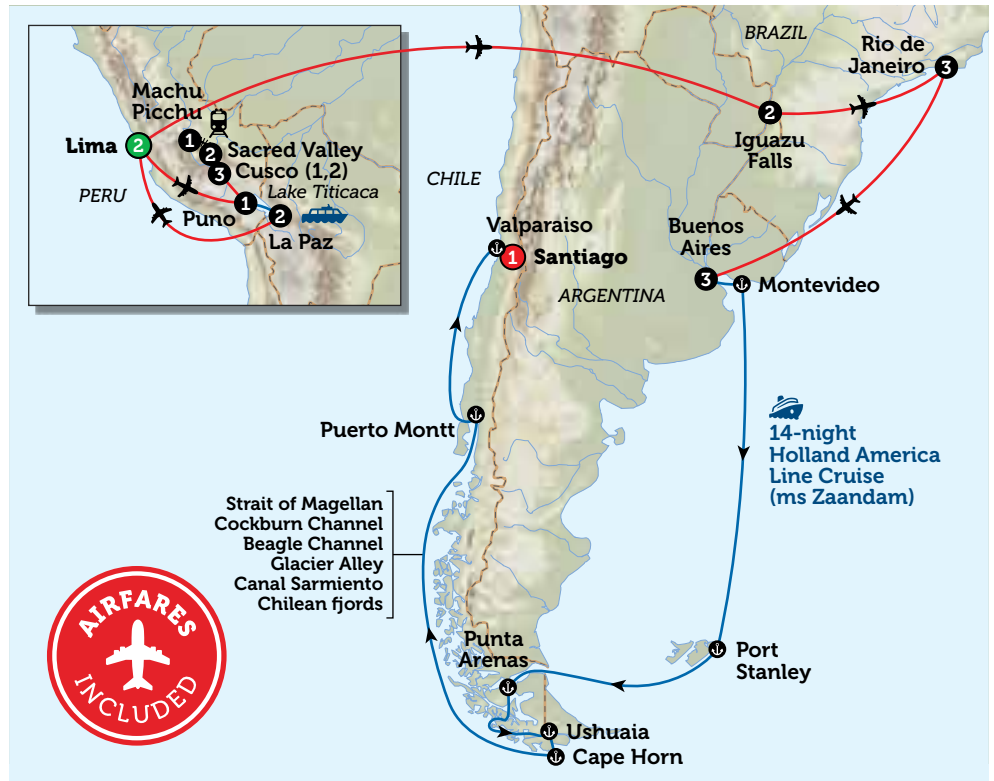 Machu
Picchu
Lima
2
1
2
Sacred Valley
3
Cusco (1,2)
PERU
Lake Titicaca
1
Puno
2
La Paz
BRAZIL
Rio de
Janeiro
3
2
Iguazu
Falls
CHILE
Valparaiso
1
Santiago
ARGENTINA
Buenos
Aires
3
Montevideo
Puerto Montt
14-night
Holland America
Line Cruise
(ms Zaandam)
Strait of Magellan
Cockburn Channel
Beagle Channel
Glacier Alley
Canal Sarmiento
Chilean fjords
Punta
Arenas
Port
Stanley
Ushuaia
Cape Horn
AIRFARES
INCLUDED